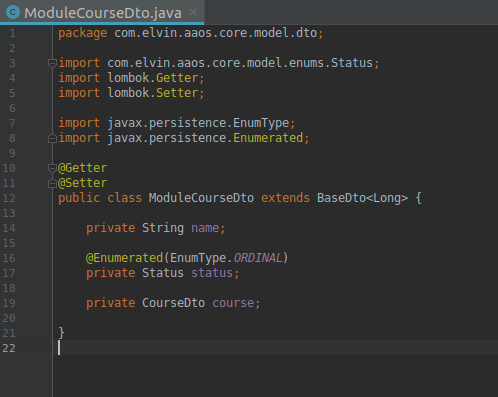 ModuleCourseDto.java
1 package com.elvin.aaos.core.model.dto;
2
3 import com.elvin.aaos.core.model.enums.Status;
4 import lombok.Getter;
5 import lombok.Setter;
6
7 import javax.persistence.EnumType;
8 import javax.persistence.Enumerated;
9
10 @Getter
11 @Setter
12 public class ModuleCourseDto extends BaseDto<Long> {
13
14     private String name;
15
16     @Enumerated(EnumType.ORDINAL)
17     private Status status;
18
19     private CourseDto course;
20
21 }
22